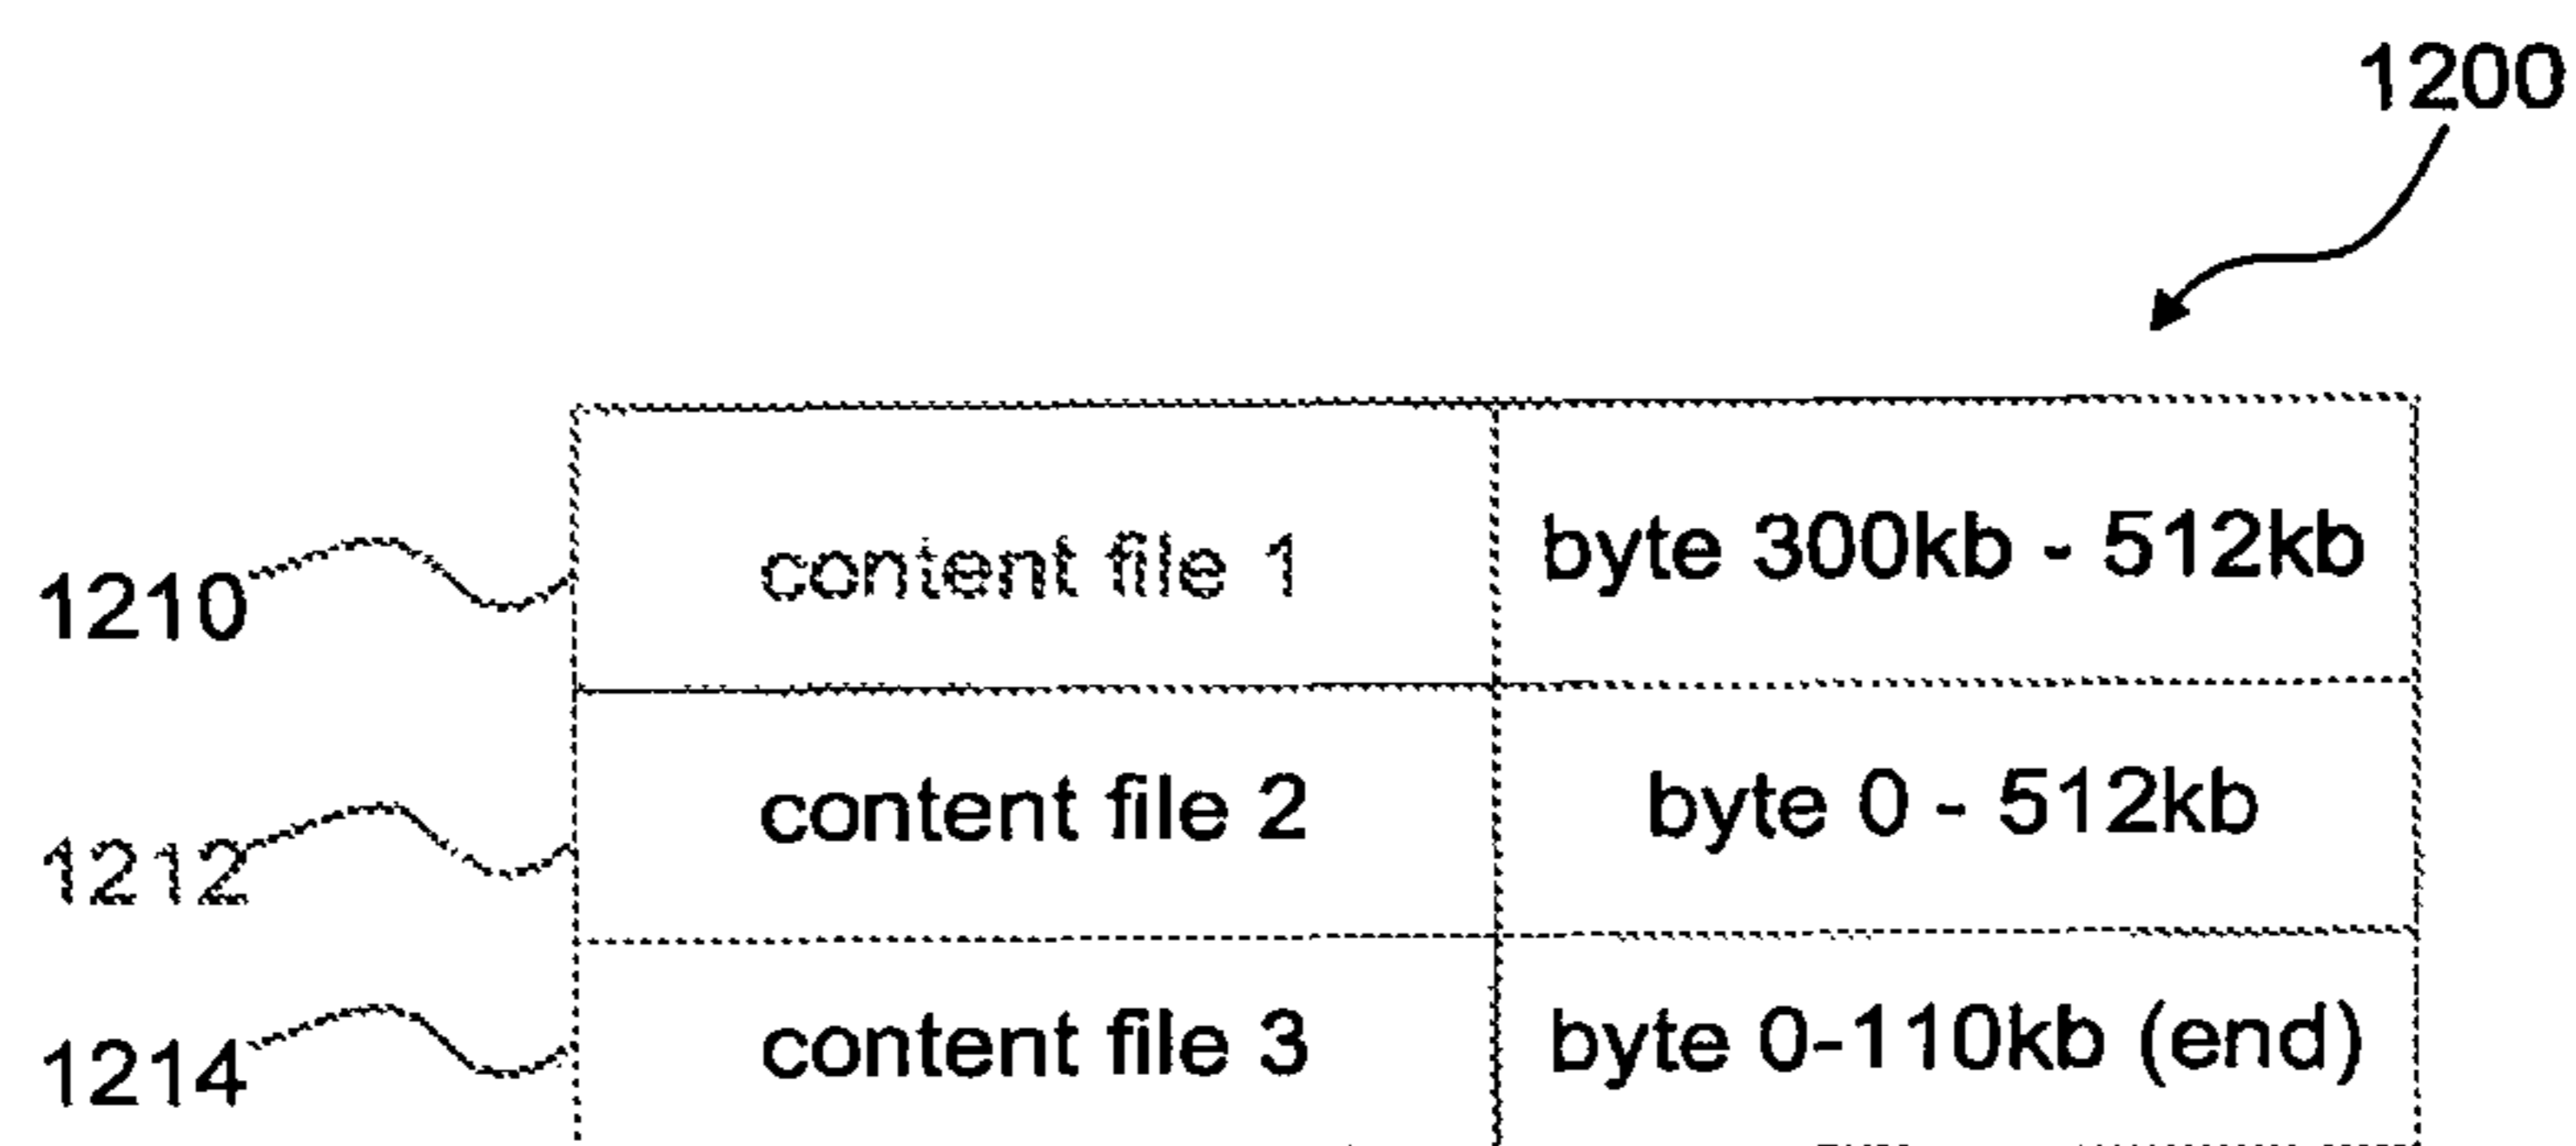 1200
1210 content file 1 byte 300kb - 512kb
1212 content file 2 byte 0 - 512kb
1214 content file 3 byte 0-110kb (end)